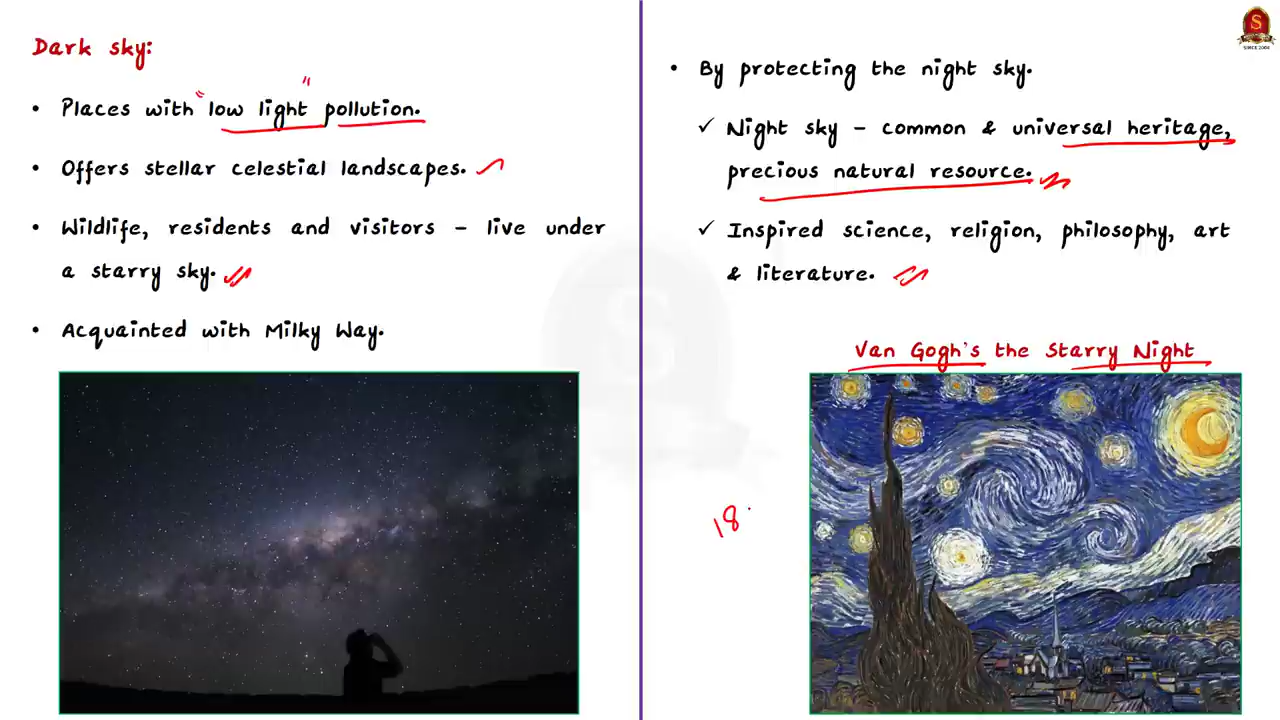 Dark sky:
• Places with "low light" pollution.
• Offers stellar celestial landscapes.
• Wildlife, residents and visitors – live under
a starry sky.
• Acquainted with Milky Way.
• By protecting the night sky.
✓ Night sky – common & universal heritage,
precious natural resource.
✓ Inspired science, religion, philosophy, art
& literature.
Van Gogh's the Starry Night
18
S
SINCE 2004
S